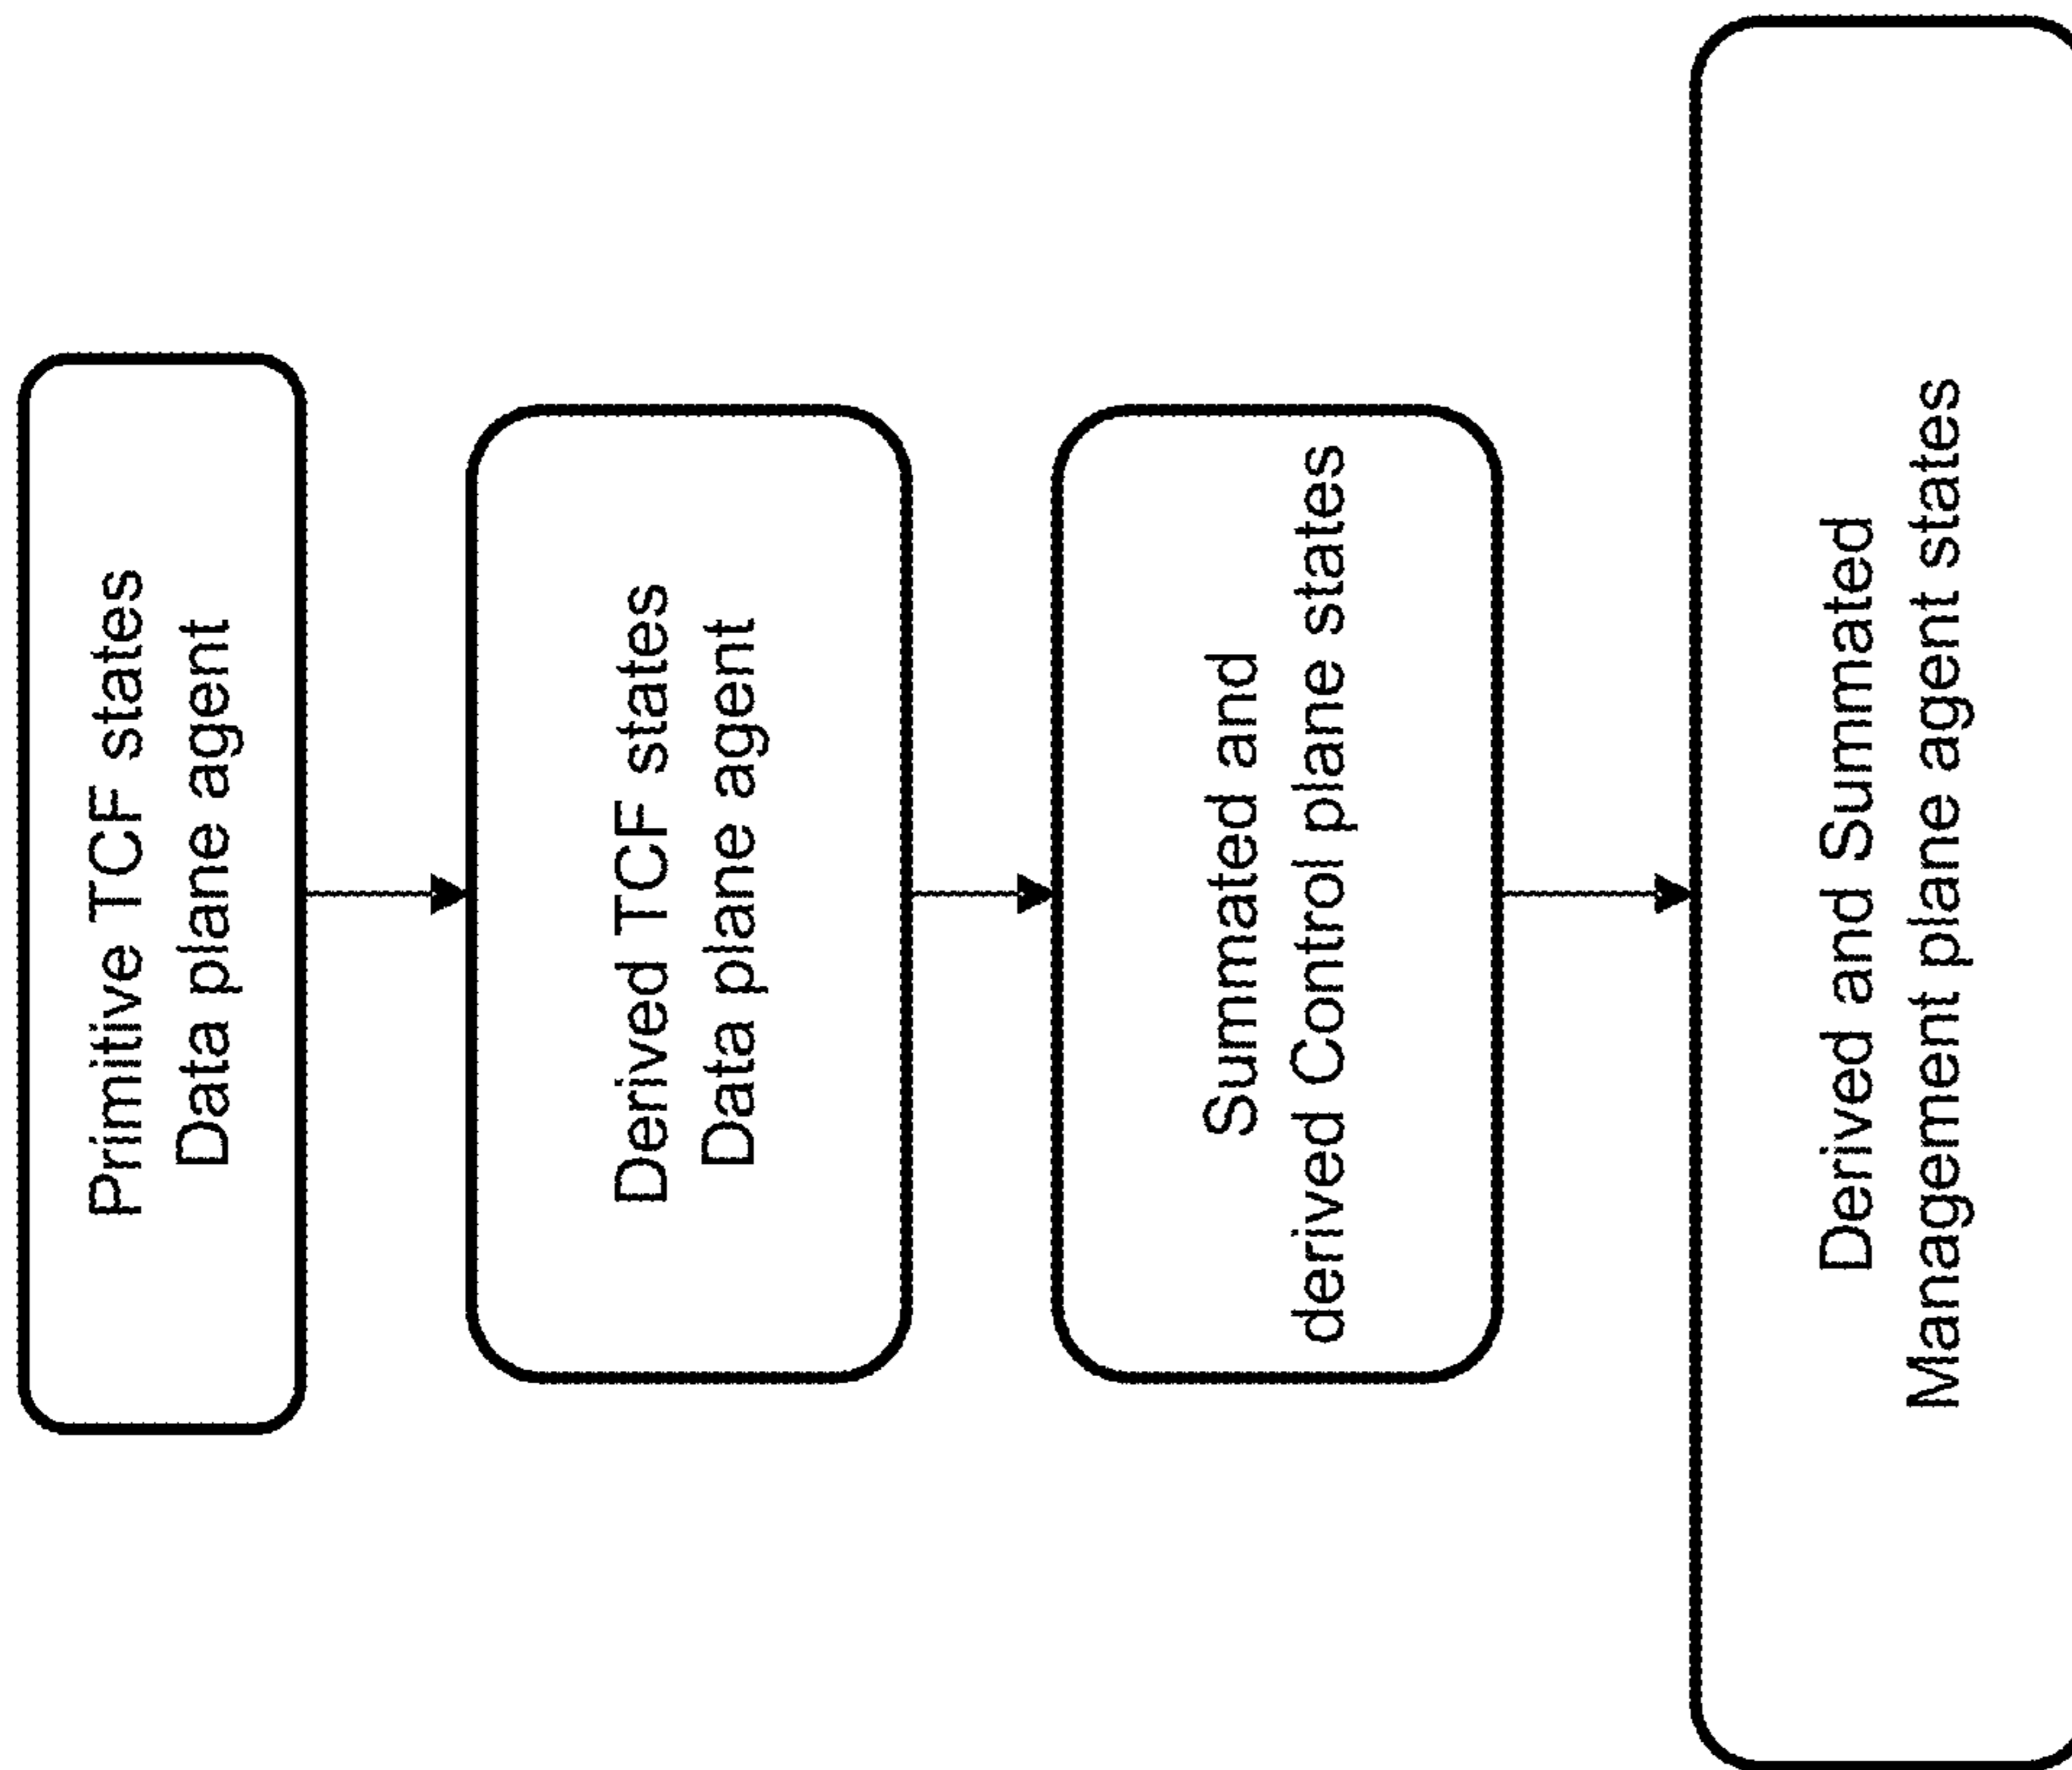 Primitive TCF states
Data plane agent
Derived TCF states
Data plane agent
Summated and
derived Control plane states
Derived and Summated
Management plane agent states